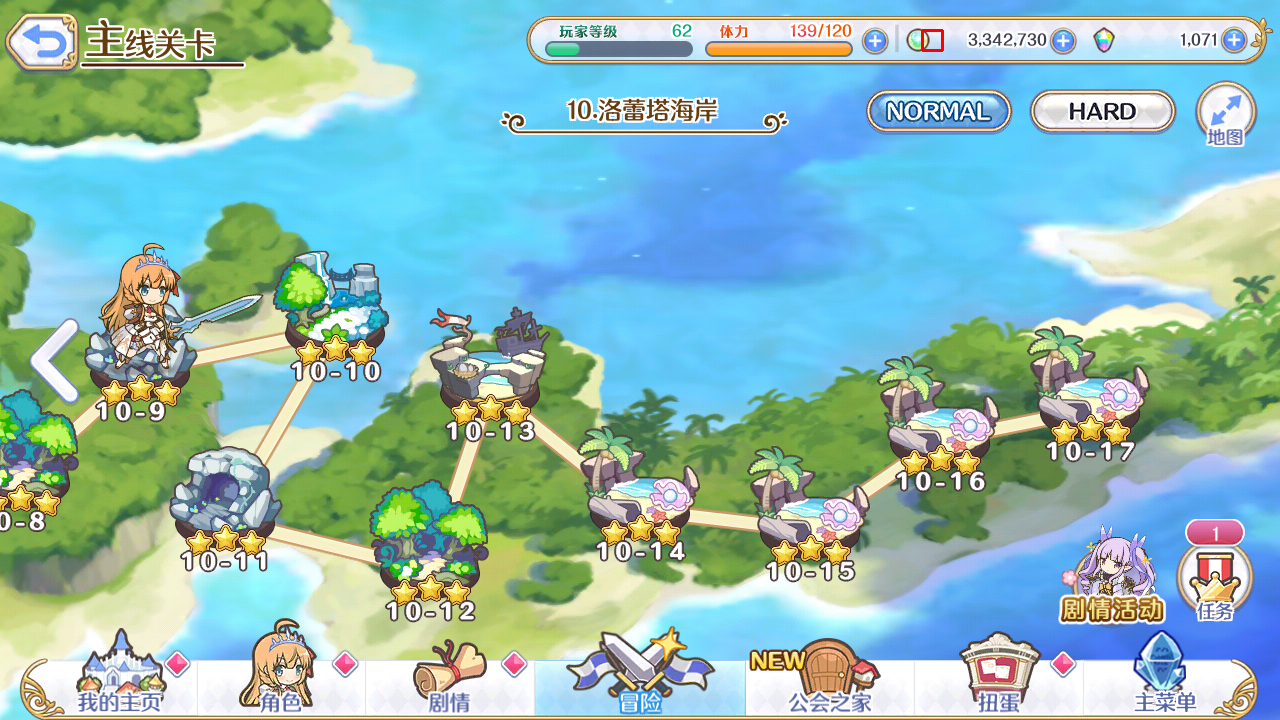 主线关卡
玩家等级 62
体力 139/120
3,342,730
1,071
10.洛蕾塔海岸
NORMAL
HARD
地图
10-9
10-10
10-13
10-17
10-16
0-8
10-11
10-14
10-15
10-12
剧情活动
1
任务
我的主页
角色
剧情
冒险
NEW
公会之家
扭蛋
主菜单